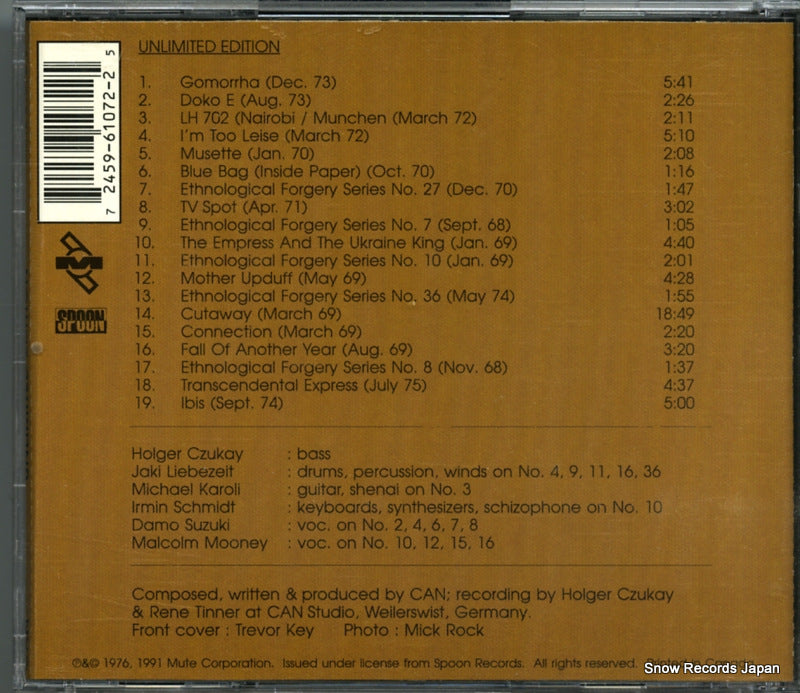 UNLIMITED EDITION
1. Gomorrha (Dec. 73) 5:41
2. Doko E (Aug. 73) 2:26
3. LH 702 (Nairobi / Munchen (March 72) 2:11
4. I'm Too Leise (March 72) 5:10
5. Musette (Jan. 70) 2:08
6. Blue Bag (Inside Paper) (Oct. 70) 1:16
7. Ethnological Forgery Series No. 27 (Dec. 70) 1:47
8. TV Spot (Apr. 71) 3:02
9. Ethnological Forgery Series No. 7 (Sept. 68) 1:05
10. The Empress And The Ukraine King (Jan. 69) 4:40
11. Ethnological Forgery Series No. 10 (Jan. 69) 2:01
12. Mother Upduff (May 69) 4:28
13. Ethnological Forgery Series No. 36 (May 74) 1:55
14. Cutaway (March 69) 18:49
15. Connection (March 69) 2:20
16. Fall Of Another Year (Aug. 69) 3:20
17. Ethnological Forgery Series No. 8 (Nov. 68) 1:37
18. Transcendental Express (July 75) 4:37
19. Ibis (Sept. 74) 5:00
Holger Czukay : bass
Jaki Liebezeit : drums, percussion, winds on No. 4, 9, 11, 16, 36
Michael Karoli : guitar, shenai on No. 3
Irmin Schmidt : keyboards, synthesizers, schizophone on No. 10
Damo Suzuki : voc. on No. 2, 4, 6, 7, 8
Malcolm Mooney : voc. on No. 10, 12, 15, 16
Composed, written & produced by CAN; recording by Holger Czukay
& Rene Tinner at CAN Studio, Weilerswist, Germany.
Front cover : Trevor Key Photo : Mick Rock
℗&© 1976, 1991 Mute Corporation. Issued under license from Spoon Records. All rights reserved.
7 24596-61072-2 5
SPOON
Snow Records Japan